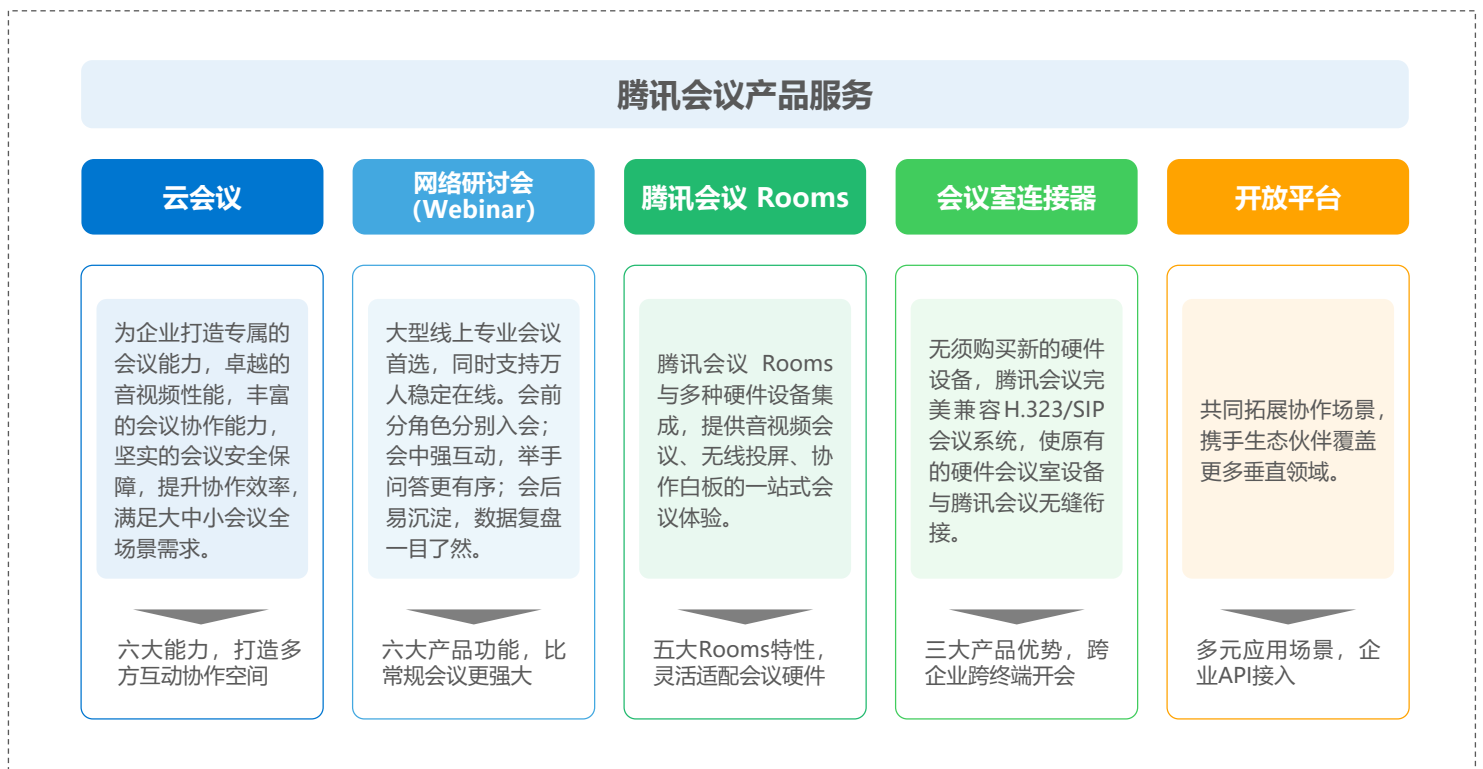 腾讯会议产品服务
云会议
为企业打造专属的
会议能力，卓越的
音视频性能，丰富
的会议协作能力，
坚实的会议安全保
障，提升协作效率，
满足大中小会议全
场景需求。
六大能力，打造多
方互动协作空间
网络研讨会
(Webinar)
大型线上专业会议
首选，同时支持万
人稳定在线。会前
分角色分别入会；
会中强互动，举手
问答更有序；会后
易沉淀，数据复盘
一目了然。
六大产品功能，比
常规会议更强大
腾讯会议 Rooms
腾讯会议 Rooms
与多种硬件设备集
成，提供音视频会
议、无线投屏、协
作白板的一站式会
议体验。
五大Rooms特性，
灵活适配会议硬件
会议室连接器
无须购买新的硬件
设备，腾讯会议完
美兼容H.323/SIP
会议系统，使原有
的硬件会议室设备
与腾讯会议无缝衔
接。
三大产品优势，跨
企业跨终端开会
开放平台
共同拓展协作场景，
携手生态伙伴覆盖
更多垂直领域。
多元应用场景，企
业API接入